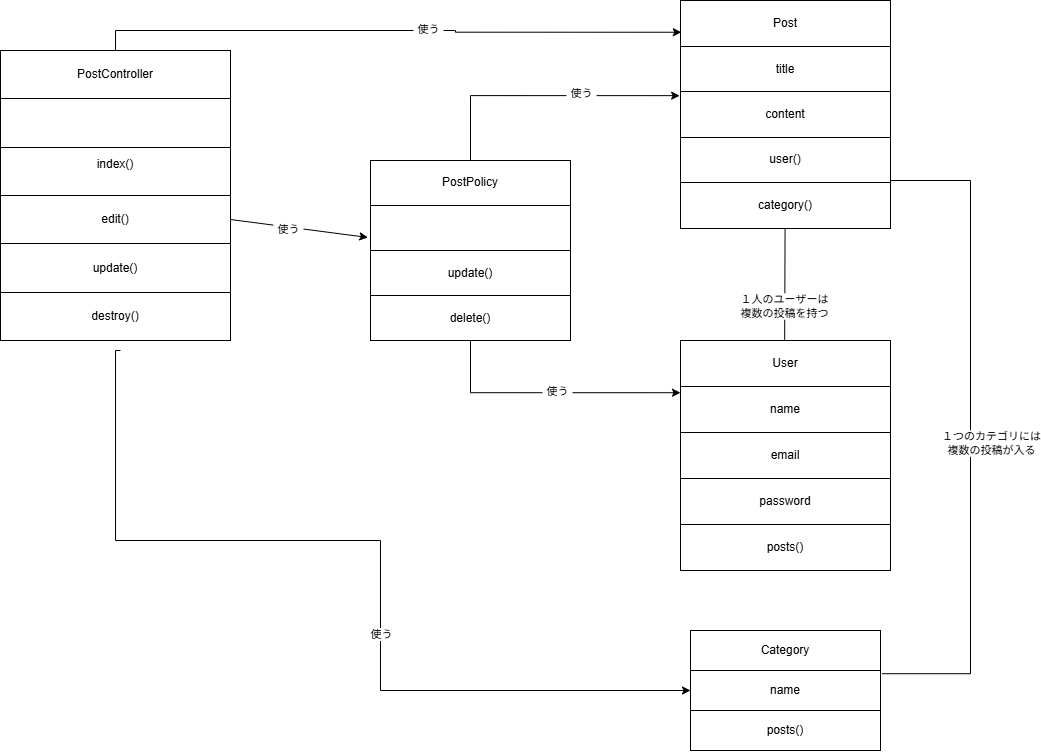 PostController
index()
edit()
update()
destroy()
使う
使う
使う
PostPolicy
update()
delete()
使う
使う
Post
title
content
user()
category()
１人のユーザーは
複数の投稿を持つ
User
name
email
password
posts()
１つのカテゴリには
複数の投稿が入る
Category
name
posts()